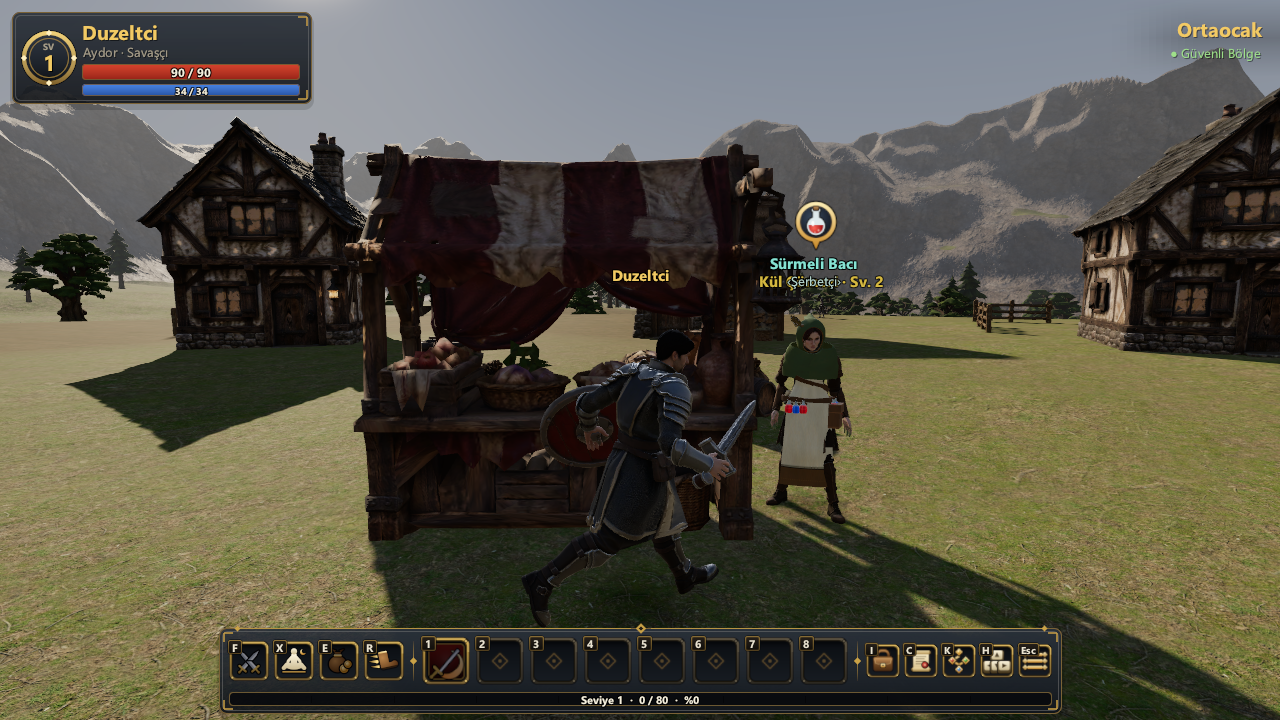 SV
1
Duzeltci
Aydor · Savaşçı
90 / 90
34 / 34
Ortaocak
Güvenli Bölge
Sürmeli Bacı
Şerbetçi
Kül · Sv. 2
Duzeltci
F
X
E
R
1
2
3
4
5
6
7
8
I
C
K
H
Esc
Seviye 1 · 0 / 80 · %0